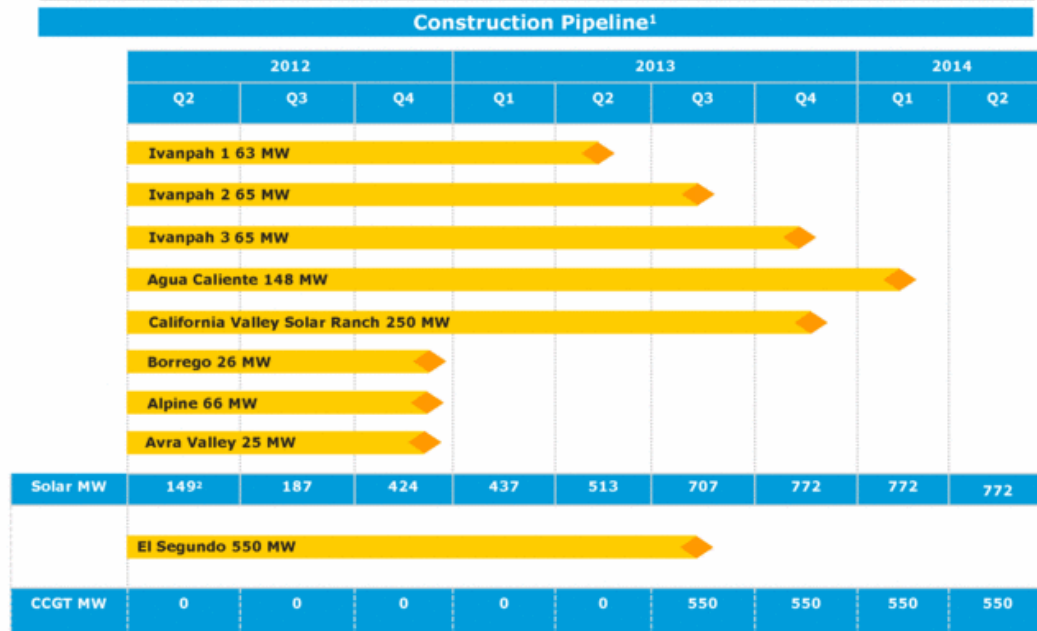 Construction Pipeline¹
2012 2013 2014
Q2 Q3 Q4 Q1 Q2 Q3 Q4 Q1 Q2
Ivanpah 1 63 MW
Ivanpah 2 65 MW
Ivanpah 3 65 MW
Agua Caliente 148 MW
California Valley Solar Ranch 250 MW
Borrego 26 MW
Alpine 66 MW
Avra Valley 25 MW
Solar MW 149² 187 424 437 513 707 772 772 772
El Segundo 550 MW
CCGT MW 0 0 0 0 0 550 550 550 550